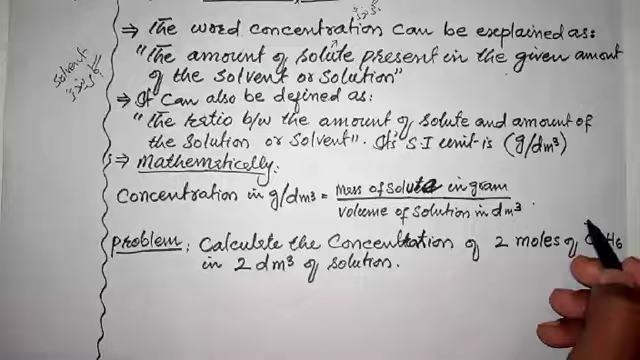 ⇒ The word concentration can be explained as:
"The amount of solute present in the given amont
of the solvent or solution"
solvent
⇒ It can also be defined as:
"The ratio b/w the amount of solute and amount of
the solution or solvent". It's S.I unit is (g/dm³)
⇒ Mathematically:
Concentration in g/dm³ = Mass of solute in gram
volume of solution in dm³ .
Problem: Calculate the Concentration of 2 moles of
in 2 dm³ of solution.